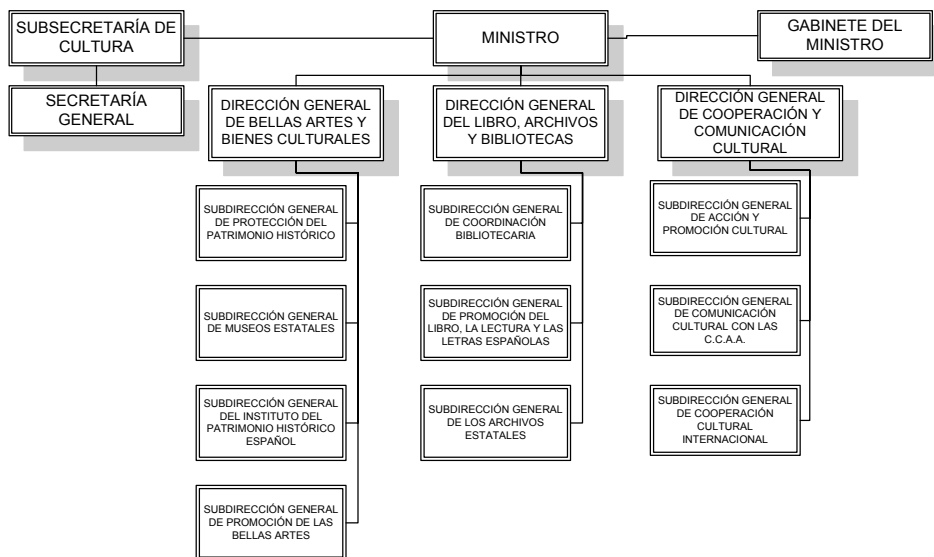 SUBSECRETARÍA DE
CULTURA
MINISTRO
GABINETE DEL
MINISTRO
SECRETARÍA
GENERAL
DIRECCIÓN GENERAL
DE BELLAS ARTES Y
BIENES CULTURALES
DIRECCIÓN GENERAL
DEL LIBRO, ARCHIVOS
Y BIBLIOTECAS
DIRECCIÓN GENERAL
DE COOPERACIÓN Y
COMUNICACIÓN
CULTURAL
SUBDIRECCIÓN GENERAL
DE PROTECCIÓN DEL
PATRIMONIO HISTÓRICO
SUBDIRECCIÓN GENERAL
DE COORDINACIÓN
BIBLIOTECARIA
SUBDIRECCIÓN GENERAL
DE ACCIÓN Y
PROMOCIÓN CULTURAL
SUBDIRECCIÓN GENERAL
DE MUSEOS ESTATALES
SUBDIRECCIÓN GENERAL
DE PROMOCIÓN DEL
LIBRO, LA LECTURA Y LAS
LETRAS ESPAÑOLAS
SUBDIRECCIÓN GENERAL
DE COMUNICACIÓN
CULTURAL CON LAS
C.C.A.A.
SUBDIRECCIÓN GENERAL
DEL INSTITUTO DEL
PATRIMONIO HISTÓRICO
ESPAÑOL
SUBDIRECCIÓN GENERAL
DE LOS ARCHIVOS
ESTATALES
SUBDIRECCIÓN GENERAL
DE COOPERACIÓN
CULTURAL
INTERNACIONAL
SUBDIRECCIÓN GENERAL
DE PROMOCIÓN DE LAS
BELLAS ARTES